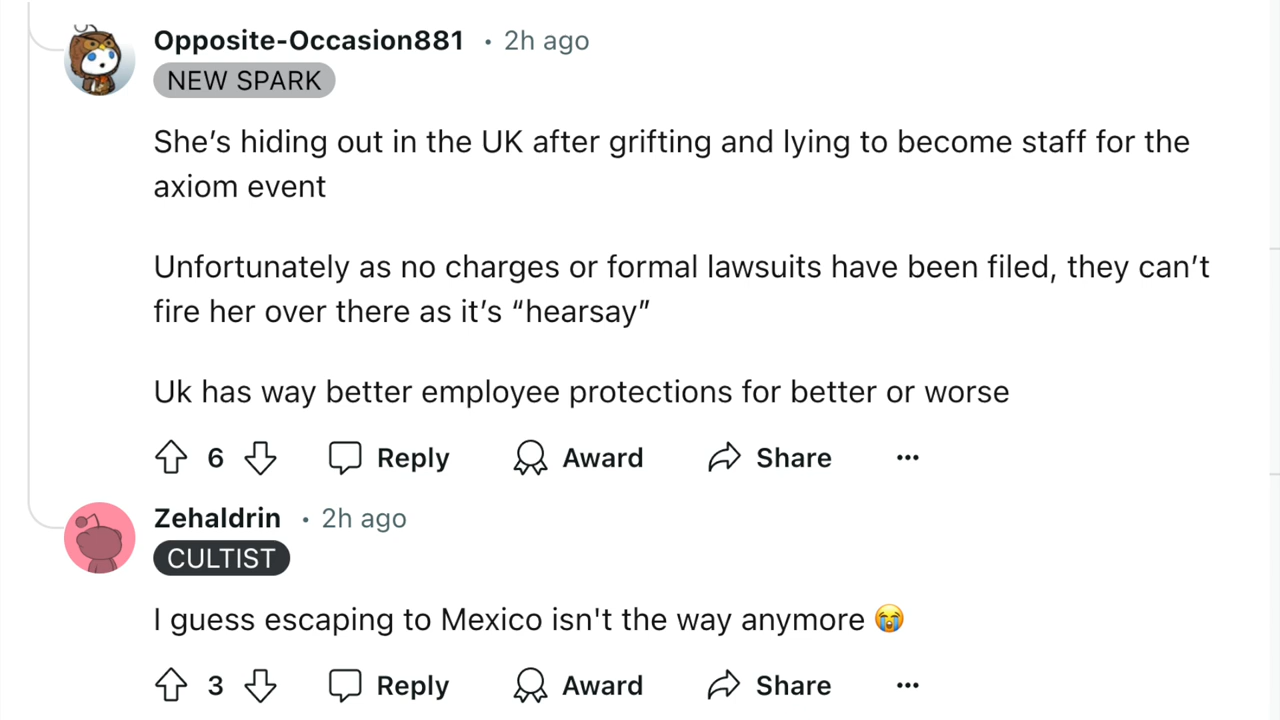 Opposite-Occasion881 • 2h ago
NEW SPARK
She’s hiding out in the UK after grifting and lying to become staff for the
axiom event
Unfortunately as no charges or formal lawsuits have been filed, they can’t
fire her over there as it’s “hearsay”
Uk has way better employee protections for better or worse
6 Reply Award Share ...
Zehaldrin • 2h ago
CULTIST
I guess escaping to Mexico isn't the way anymore 😭
3 Reply Award Share ...